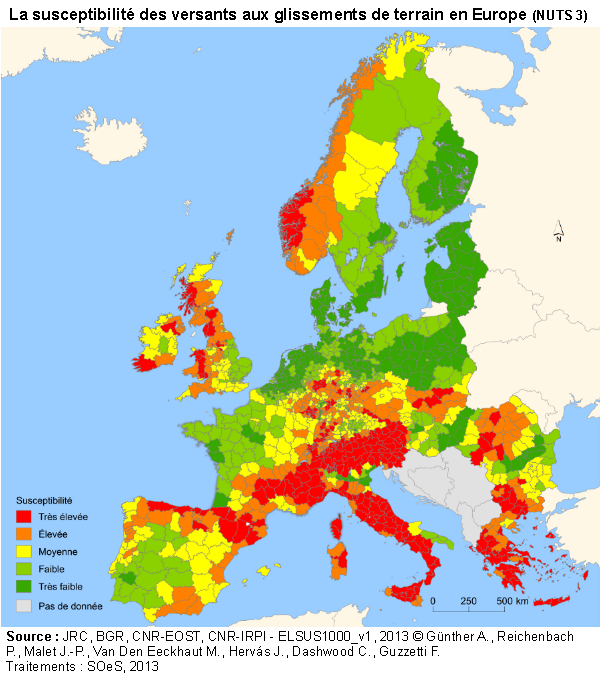 La susceptibilité des versants aux glissements de terrain en Europe (NUTS 3)
N
Susceptibilité
Très élevée
Élevée
Moyenne
Faible
Très faible
Pas de donnée
0 250 500 km
Source : JRC, BGR, CNR-EOST, CNR-IRPI - ELSUS1000_v1, 2013 © Günther A., Reichenbach
P., Malet J.-P., Van Den Eeckhaut M., Hervás J., Dashwood C., Guzzetti F.
Traitements : SOeS, 2013